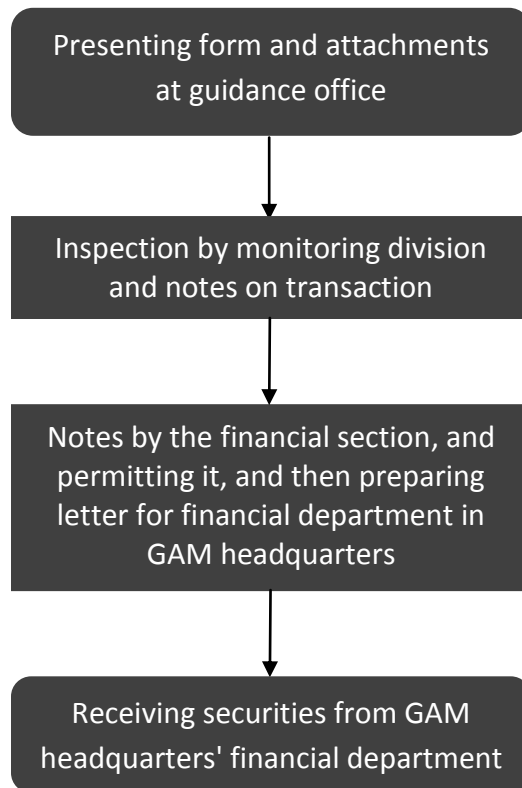 Presenting form and attachments
at guidance office
Inspection by monitoring division
and notes on transaction
Notes by the financial section, and
permitting it, and then preparing
letter for financial department in
GAM headquarters
Receiving securities from GAM
headquarters' financial department